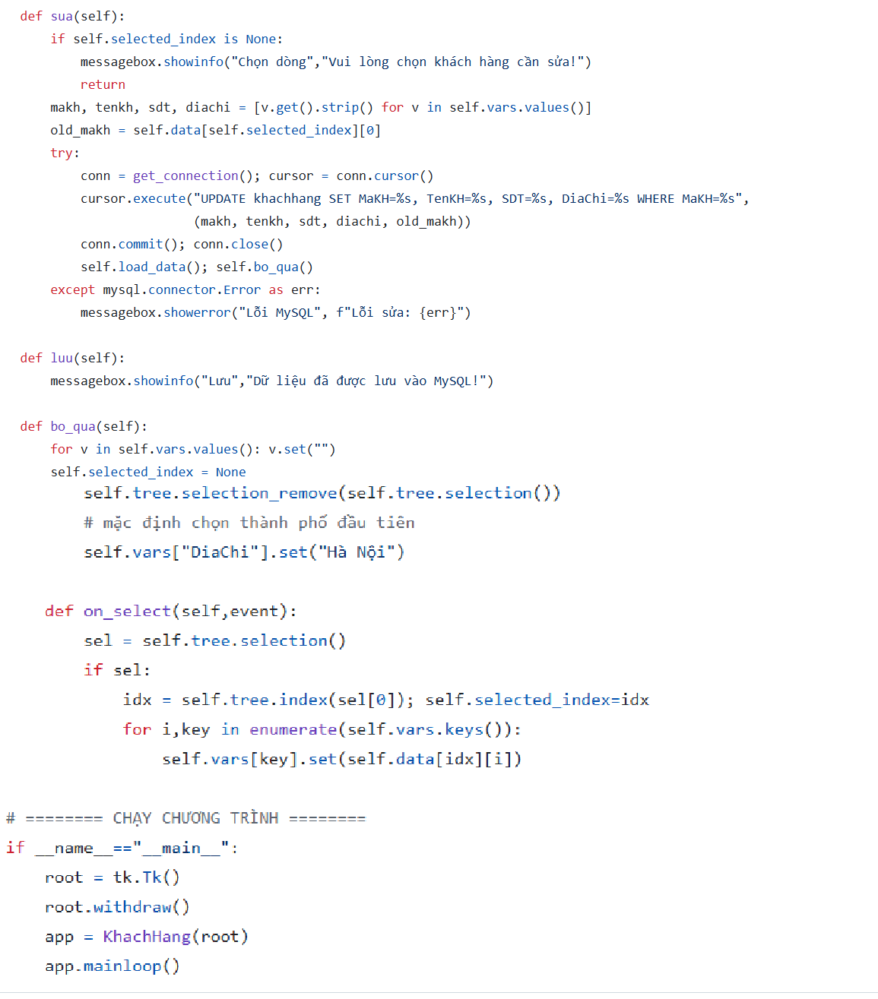 def sua(self):
    if self.selected_index is None:
        messagebox.showinfo("Chọn dòng","Vui lòng chọn khách hàng cần sửa!")
        return
    makh, tenkh, sdt, diachi = [v.get().strip() for v in self.vars.values()]
    old_makh = self.data[self.selected_index][0]
    try:
        conn = get_connection(); cursor = conn.cursor()
        cursor.execute("UPDATE khachhang SET MaKH=%s, TenKH=%s, SDT=%s, DiaChi=%s WHERE MaKH=%s",
                       (makh, tenkh, sdt, diachi, old_makh))
        conn.commit(); conn.close()
        self.load_data(); self.bo_qua()
    except mysql.connector.Error as err:
        messagebox.showerror("Lỗi MySQL", f"Lỗi sửa: {err}")

def luu(self):
    messagebox.showinfo("Lưu","Dữ liệu đã được lưu vào MySQL!")

def bo_qua(self):
    for v in self.vars.values(): v.set("")
    self.selected_index = None
    self.tree.selection_remove(self.tree.selection())
    # mặc định chọn thành phố đầu tiên
    self.vars["DiaChi"].set("Hà Nội")

def on_select(self,event):
    sel = self.tree.selection()
    if sel:
        idx = self.tree.index(sel[0]); self.selected_index=idx
        for i,key in enumerate(self.vars.keys()):
            self.vars[key].set(self.data[idx][i])

# ======== CHẠY CHƯƠNG TRÌNH ========
if __name__=="__main__":
    root = tk.Tk()
    root.withdraw()
    app = KhachHang(root)
    app.mainloop()